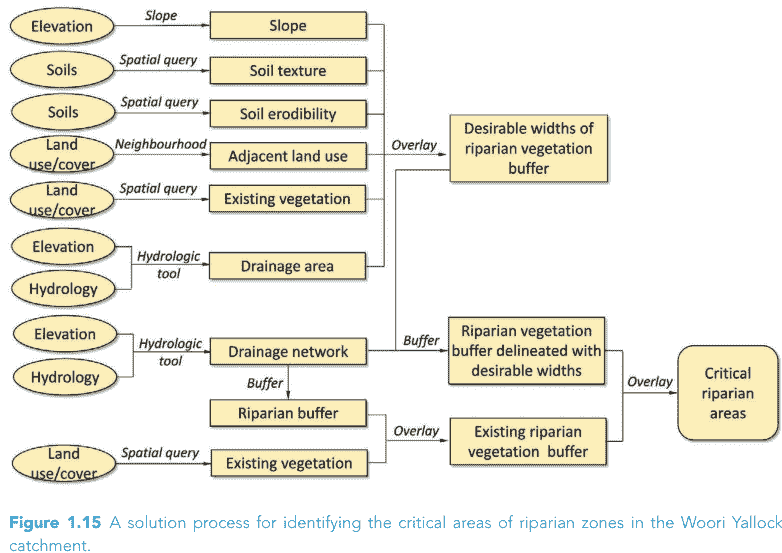 Elevation
Slope
Slope
Soils
Spatial query
Soil texture
Soils
Spatial query
Soil erodibility
Land
use/cover
Neighbourhood
Adjacent land use
Overlay
Desirable widths of
riparian vegetation
buffer
Land
use/cover
Spatial query
Existing vegetation
Elevation
Hydrology
Hydrologic
tool
Drainage area
Elevation
Hydrology
Hydrologic
tool
Drainage network
Buffer
Riparian vegetation
buffer delineated with
desirable widths
Buffer
Riparian buffer
Land
use/cover
Spatial query
Existing vegetation
Overlay
Existing riparian
vegetation buffer
Overlay
Critical
riparian
areas
Figure 1.15 A solution process for identifying the critical areas of riparian zones in the Woori Yallock
catchment.